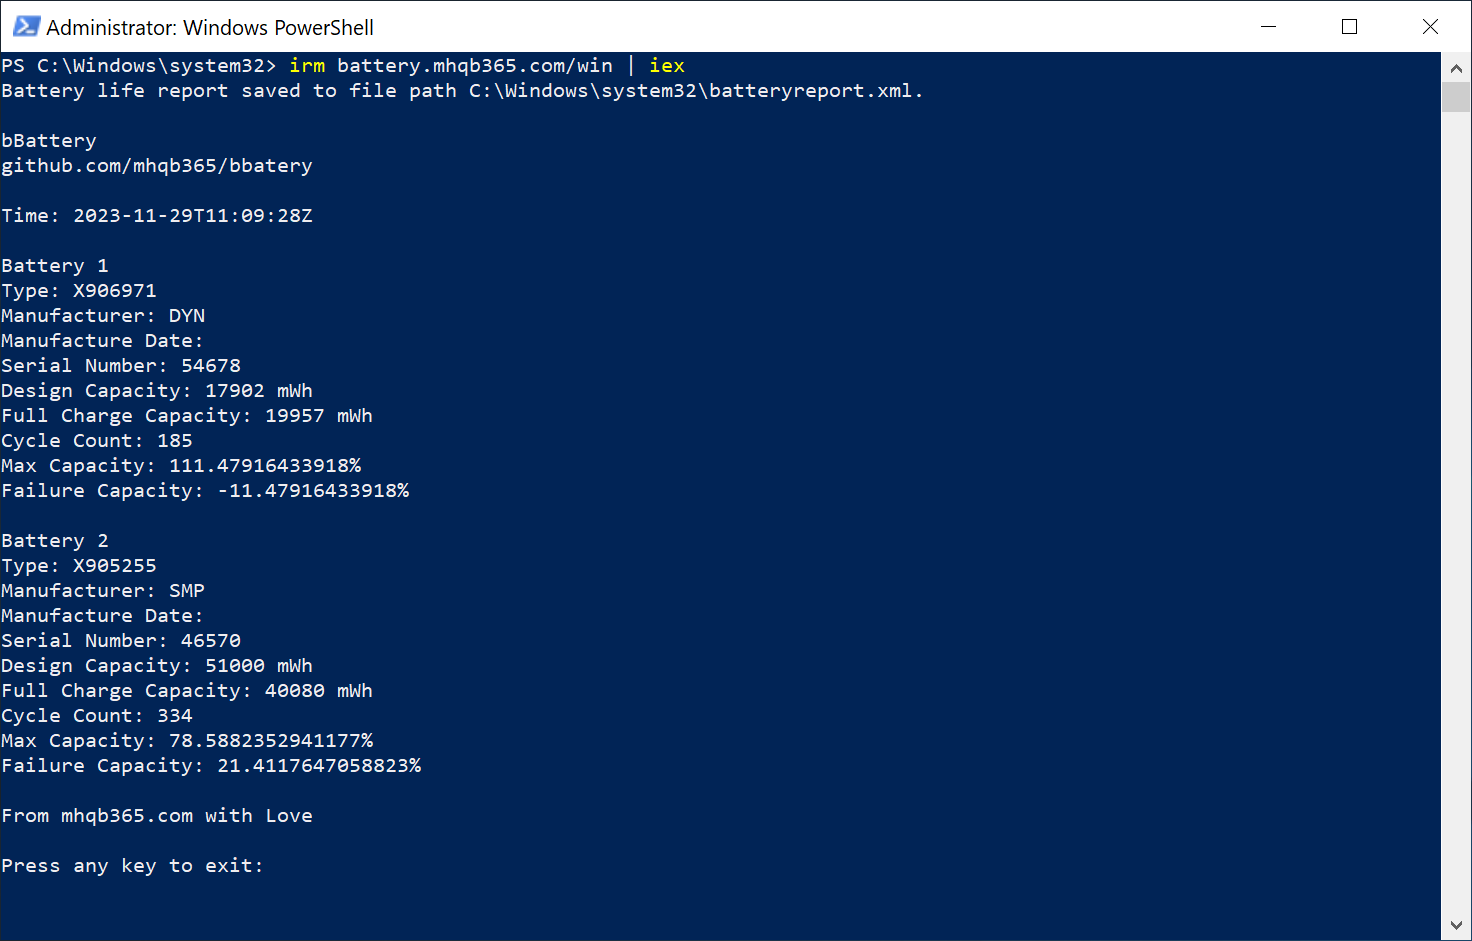 Administrator: Windows PowerShell
PS C:\Windows\system32> irm battery.mhqb365.com/win | iex
Battery life report saved to file path C:\Windows\system32\batteryreport.xml.
bBattery
github.com/mhqb365/bbatery
Time: 2023-11-29T11:09:28Z
Battery 1
Type: X906971
Manufacturer: DYN
Manufacture Date:
Serial Number: 54678
Design Capacity: 17902 mWh
Full Charge Capacity: 19957 mWh
Cycle Count: 185
Max Capacity: 111.47916433918%
Failure Capacity: -11.47916433918%
Battery 2
Type: X905255
Manufacturer: SMP
Manufacture Date:
Serial Number: 46570
Design Capacity: 51000 mWh
Full Charge Capacity: 40080 mWh
Cycle Count: 334
Max Capacity: 78.5882352941177%
Failure Capacity: 21.4117647058823%
From mhqb365.com with Love
Press any key to exit: